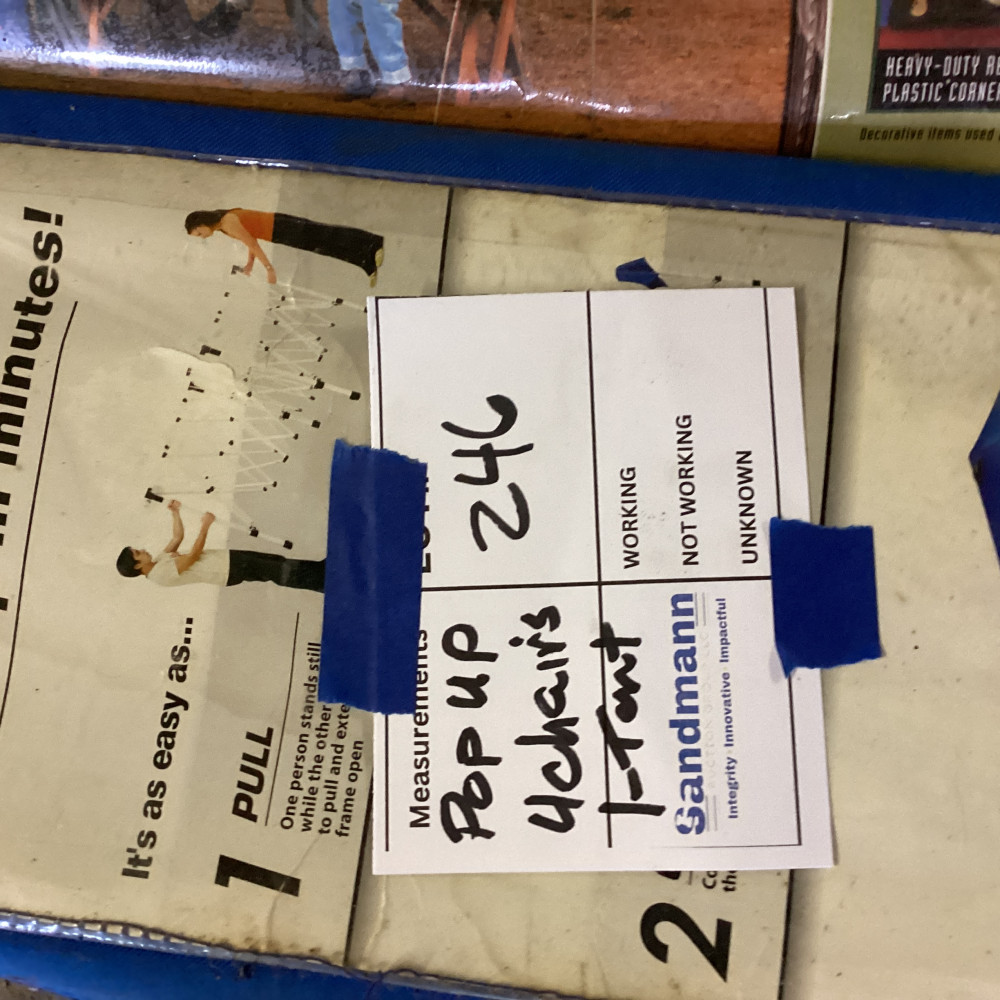 HEAVY-DUTY
PLASTIC CORNER
Decorative items used
minutes!
It's as easy as...
1 PULL
One person stands still
while the other
to pull and exte
frame open
2
Measurements
Pop up
4 chairs
1-Tent
246
WORKING
NOT WORKING
UNKNOWN
Sandmann
Integrity Innovative Impactful